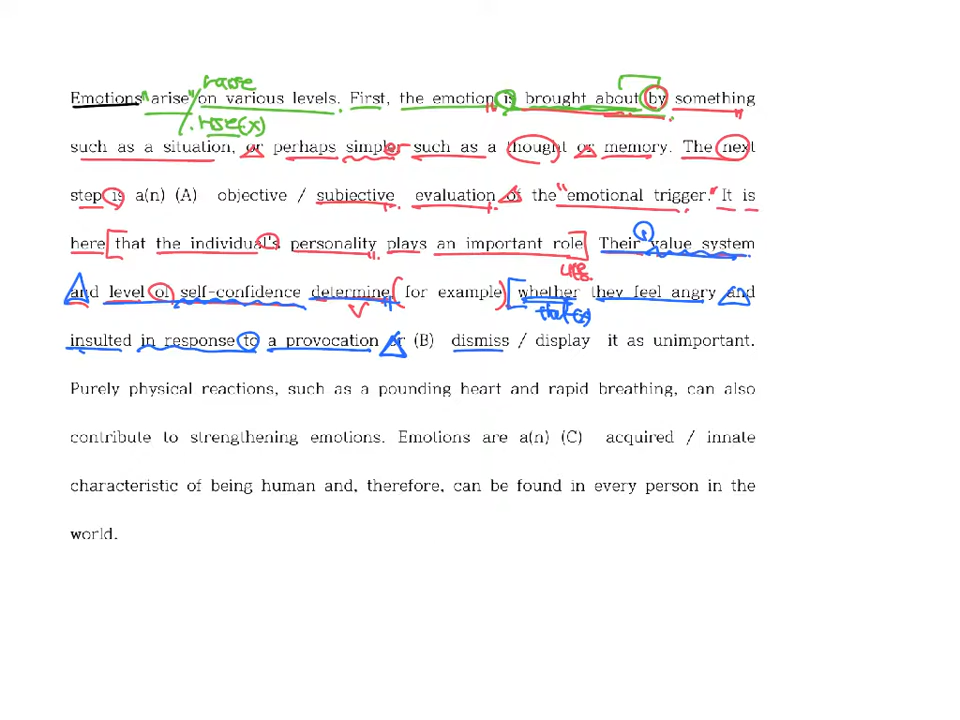 raise
Emotions "arise" / on various levels. First, the emotion is brought about by something
rise(x)
such as a situation, or perhaps simply such as a thought or memory. The next
step is a(n) (A) objective / subjective evaluation of the "emotional trigger." It is
here [that the individual's personality plays an important role] Their value system
and level of self-confidence determine (for example) [whether they feel angry and
that(x)
insulted in response to a provocation or (B) dismiss / display it as unimportant.
Purely physical reactions, such as a pounding heart and rapid breathing, can also
contribute to strengthening emotions. Emotions are a(n) (C) acquired / innate
characteristic of being human and, therefore, can be found in every person in the
world.